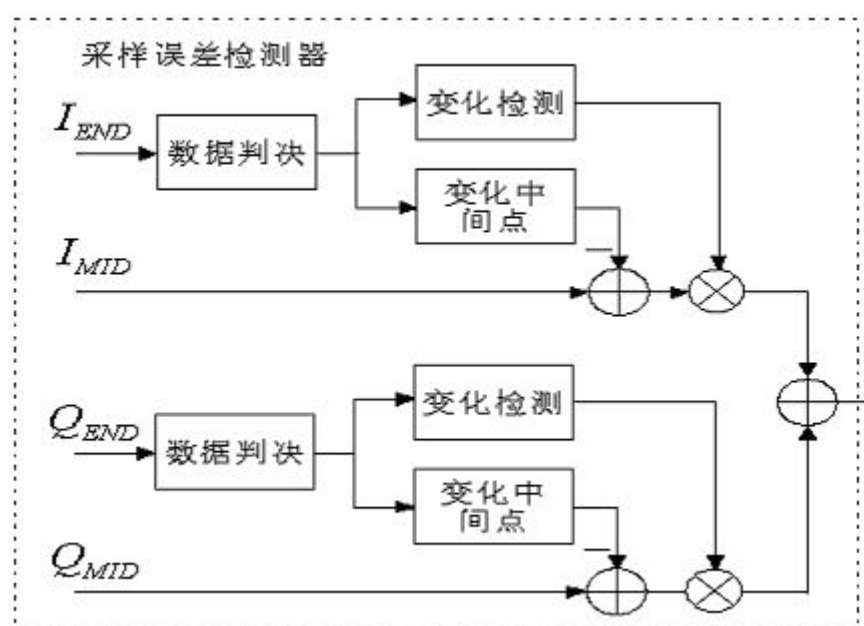 采样误差检测器
I_END
数据判决
变化检测
变化中
间点
I_MID
Q_END
数据判决
变化检测
变化中
间点
Q_MID